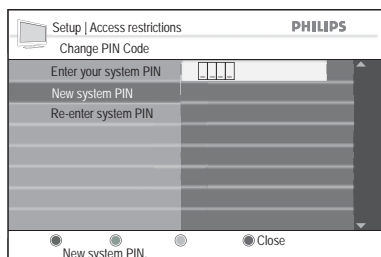 Setup | Access restrictions PHILIPS
Change PIN Code
Enter your system PIN
New system PIN
Re-enter system PIN
Close
New system PIN.